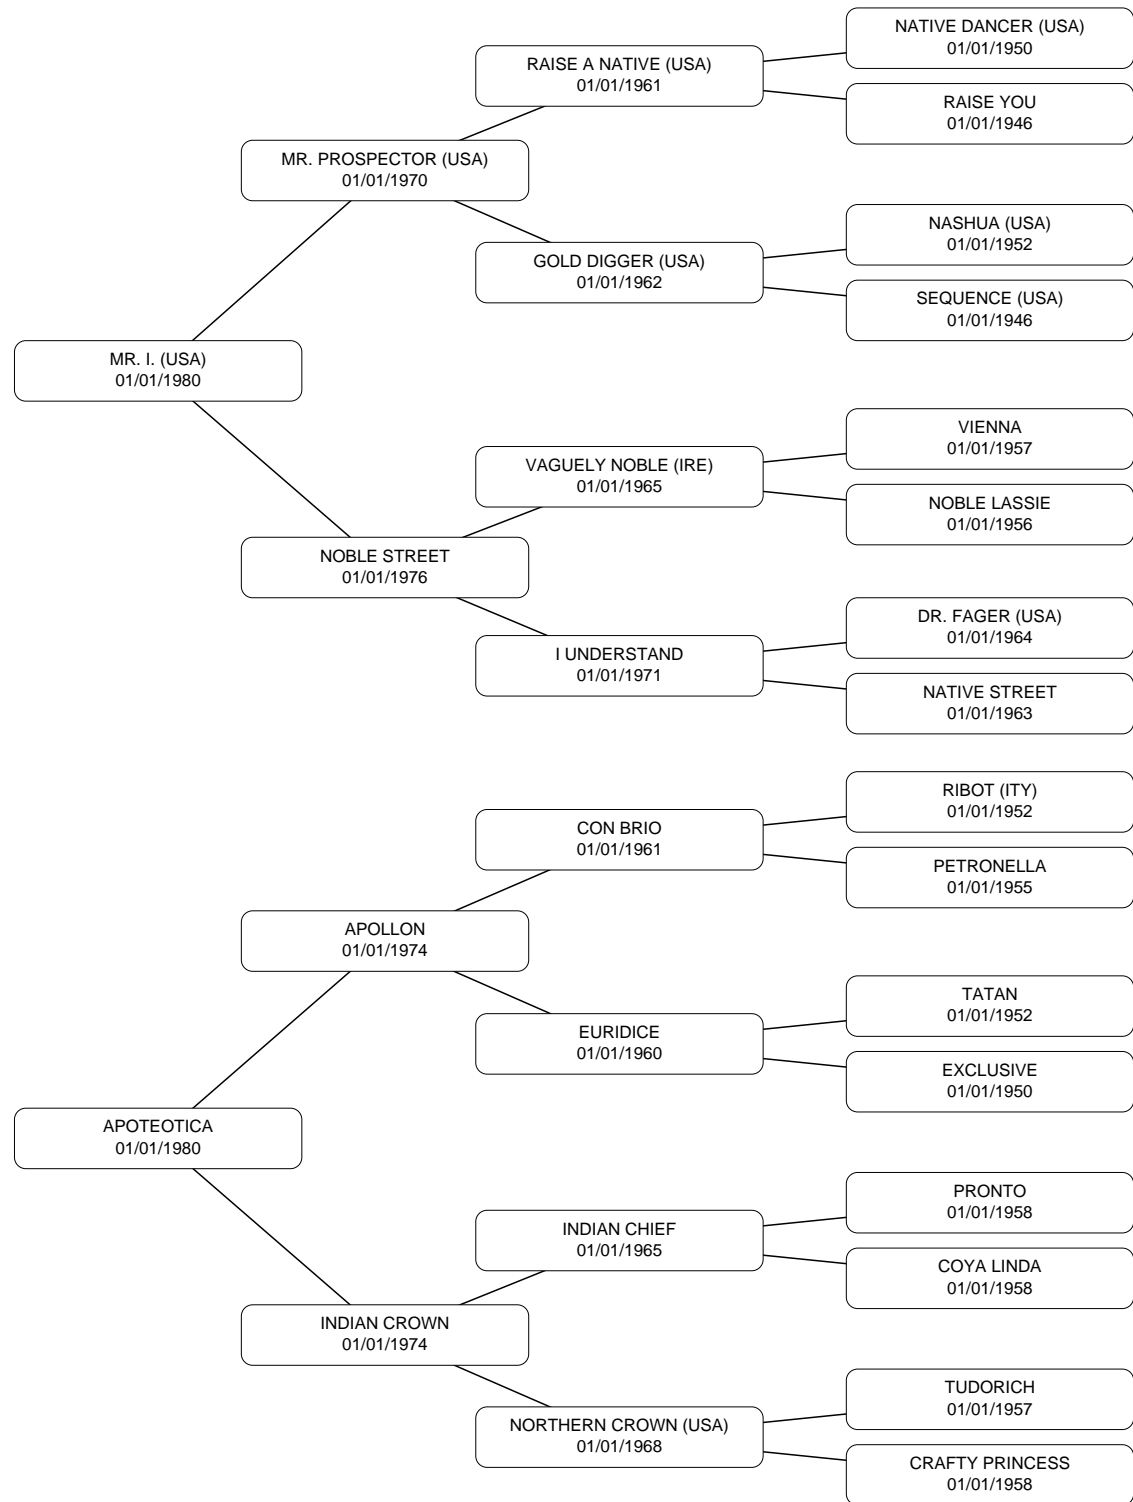 NATIVE DANCER (USA)
01/01/1950
RAISE A NATIVE (USA)
01/01/1961
RAISE YOU
01/01/1946
MR. PROSPECTOR (USA)
01/01/1970
NASHUA (USA)
01/01/1952
GOLD DIGGER (USA)
01/01/1962
SEQUENCE (USA)
01/01/1946
MR. I. (USA)
01/01/1980
VIENNA
01/01/1957
VAGUELY NOBLE (IRE)
01/01/1965
NOBLE LASSIE
01/01/1956
NOBLE STREET
01/01/1976
DR. FAGER (USA)
01/01/1964
I UNDERSTAND
01/01/1971
NATIVE STREET
01/01/1963
RIBOT (ITY)
01/01/1952
CON BRIO
01/01/1961
PETRONELLA
01/01/1955
APOLLON
01/01/1974
TATAN
01/01/1952
EURIDICE
01/01/1960
EXCLUSIVE
01/01/1950
APOTEOTICA
01/01/1980
PRONTO
01/01/1958
INDIAN CHIEF
01/01/1965
COYA LINDA
01/01/1958
INDIAN CROWN
01/01/1974
TUDORICH
01/01/1957
NORTHERN CROWN (USA)
01/01/1968
CRAFTY PRINCESS
01/01/1958